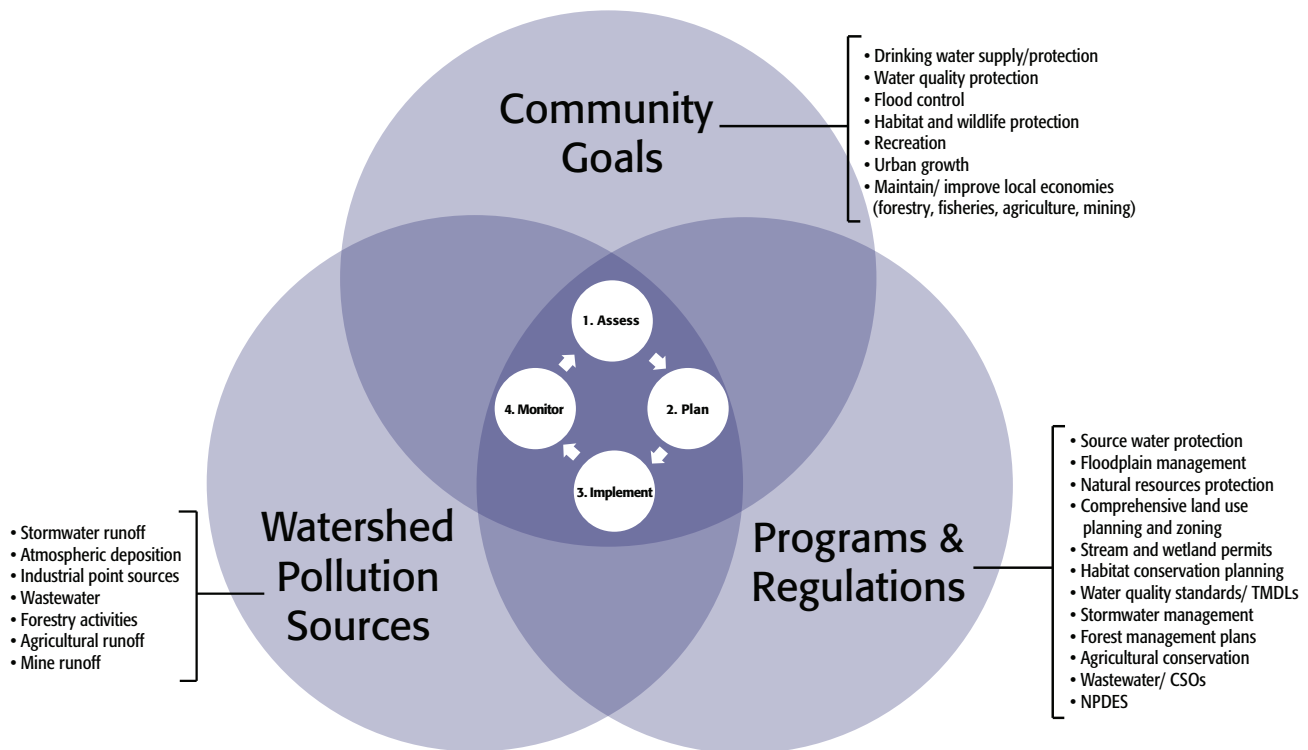 Community
Goals
• Drinking water supply/protection
• Water quality protection
• Flood control
• Habitat and wildlife protection
• Recreation
• Urban growth
• Maintain/ improve local economies
(forestry, fisheries, agriculture, mining)
1. Assess
2. Plan
3. Implement
4. Monitor
Watershed
Pollution
Sources
• Stormwater runoff
• Atmospheric deposition
• Industrial point sources
• Wastewater
• Forestry activities
• Agricultural runoff
• Mine runoff
Programs &
Regulations
• Source water protection
• Floodplain management
• Natural resources protection
• Comprehensive land use
planning and zoning
• Stream and wetland permits
• Habitat conservation planning
• Water quality standards/ TMDLs
• Stormwater management
• Forest management plans
• Agricultural conservation
• Wastewater/ CSOs
• NPDES